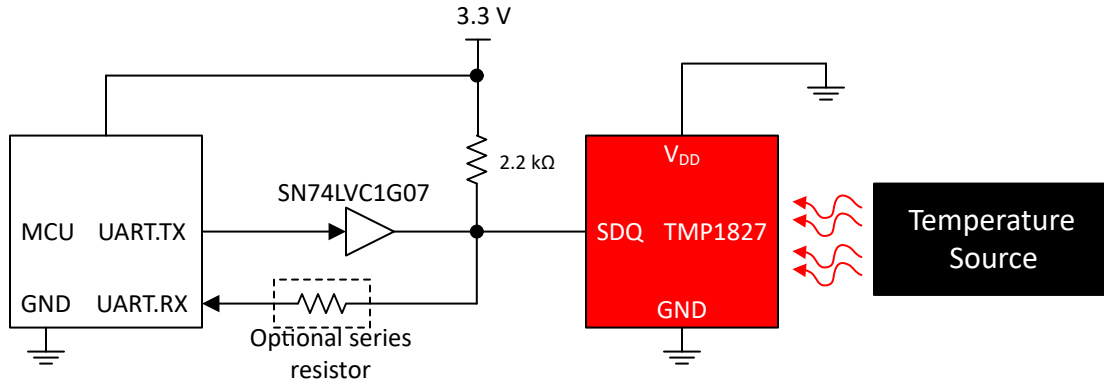 3.3 V
V_DD
2.2 kΩ
SN74LVC1G07
MCU UART.TX
SDQ TMP1827
Temperature
Source
GND UART.RX
GND
Optional series
resistor